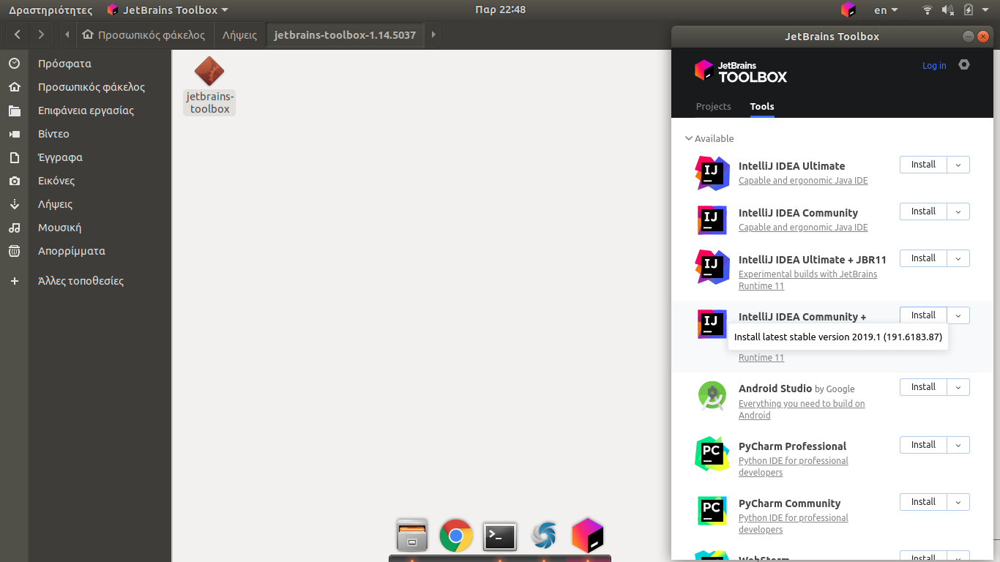 Δραστηριότητες
JetBrains Toolbox
Παρ 22:48
en
Προσωπικός φάκελος
Λήψεις
jetbrains-toolbox-1.14.5037
Πρόσφατα
Προσωπικός φάκελος
Επιφάνεια εργασίας
Βίντεο
Έγγραφα
Εικόνες
Λήψεις
Μουσική
Απορρίμματα
Άλλες τοποθεσίες
jetbrains-
toolbox
JetBrains Toolbox
JetBrains
TOOLBOX
Log in
Projects
Tools
Available
IJ
IntelliJ IDEA Ultimate
Capable and ergonomic Java IDE
Install
IJ
IntelliJ IDEA Community
Capable and ergonomic Java IDE
Install
IJ
IntelliJ IDEA Ultimate + JBR11
Experimental builds with JetBrains
Runtime 11
Install
IJ
IntelliJ IDEA Community +
Install
Install latest stable version 2019.1 (191.6183.87)
Runtime 11
Android Studio by Google
Everything you need to build on
Android
Install
PC
PyCharm Professional
Python IDE for professional
developers
Install
PC
PyCharm Community
Python IDE for professional
developers
Install
WebStorm
Install